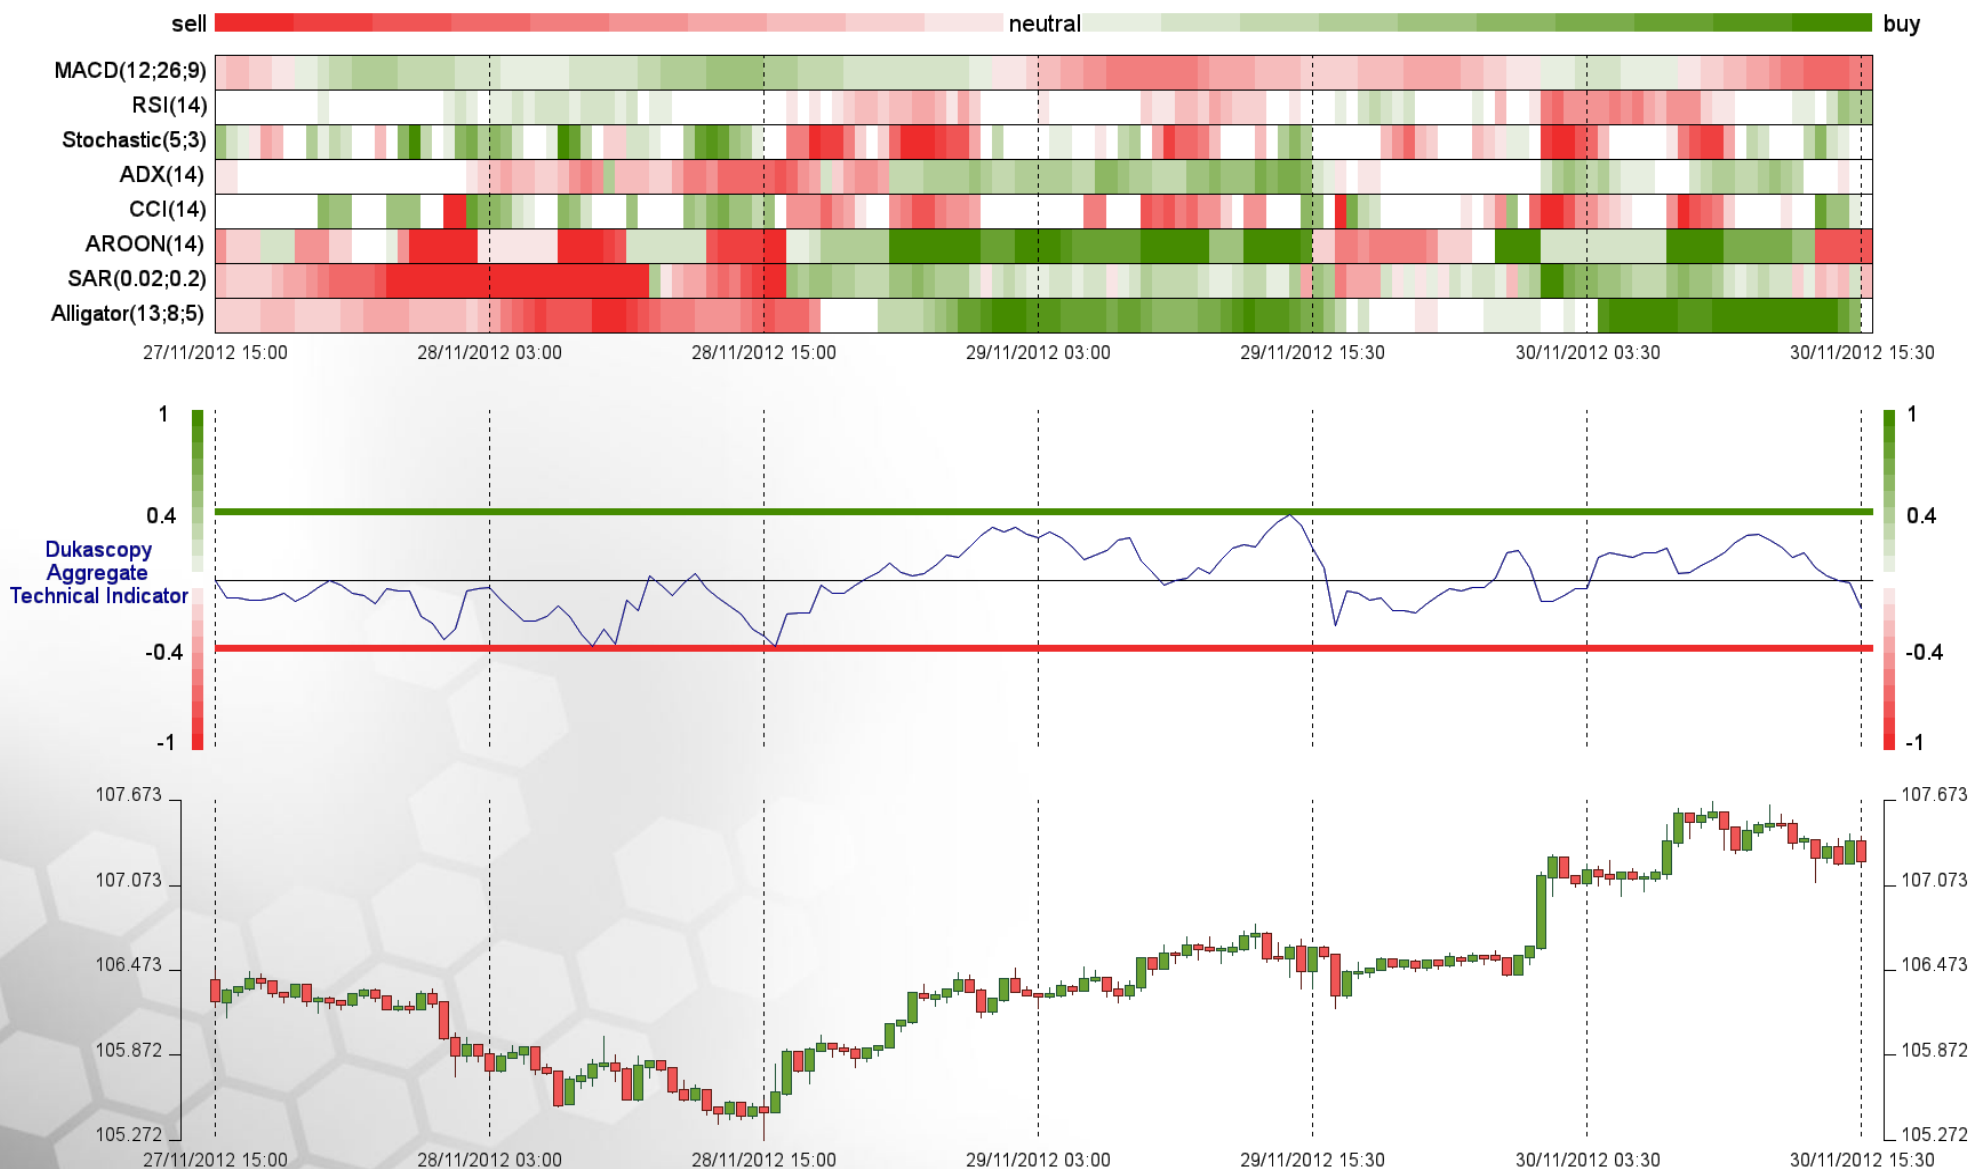 sell neutral buy
MACD(12;26;9)
RSI(14)
Stochastic(5;3)
ADX(14)
CCI(14)
AROON(14)
SAR(0.02;0.2)
Alligator(13;8;5)
27/11/2012 15:00 28/11/2012 03:00 28/11/2012 15:00 29/11/2012 03:00 29/11/2012 15:30 30/11/2012 03:30 30/11/2012 15:30
1 1
0.4 0.4
Dukascopy
Aggregate
Technical Indicator
-0.4 -0.4
-1 -1
107.673 107.673
107.073 107.073
106.473 106.473
105.872 105.872
105.272 105.272
27/11/2012 15:00 28/11/2012 03:00 28/11/2012 15:00 29/11/2012 03:00 29/11/2012 15:30 30/11/2012 03:30 30/11/2012 15:30